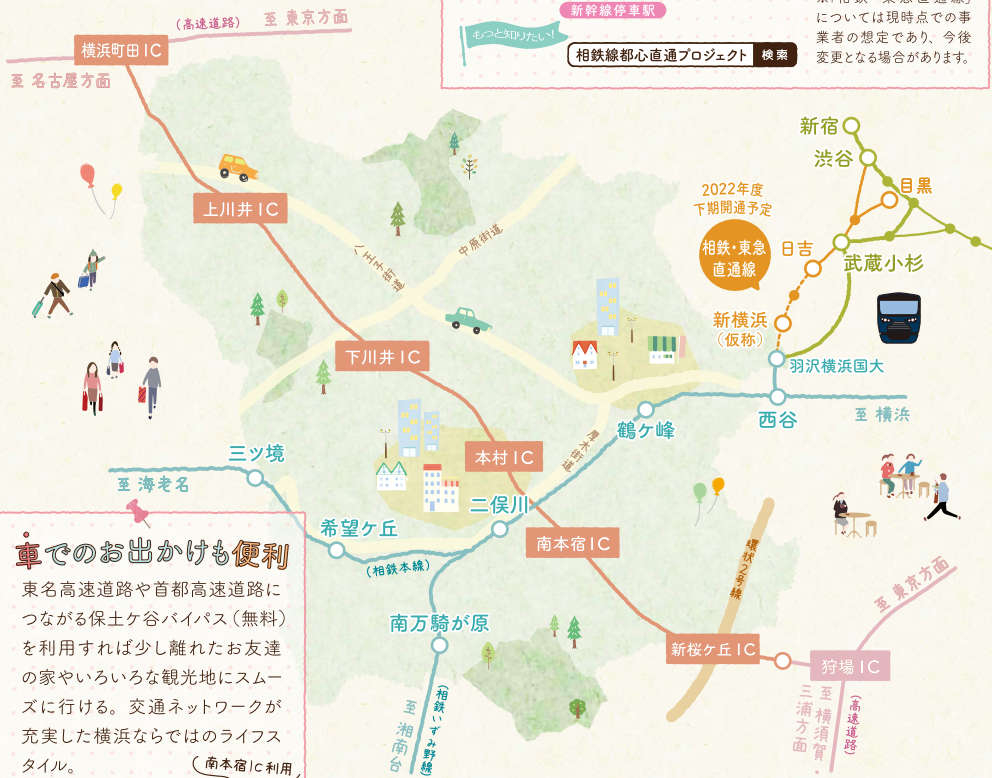 (高速道路)
至 東京方面
横浜町田IC
至 名古屋方面
新幹線停車駅
もっと知りたい!
相鉄線都心直通プロジェクト 検索
については現時点での事
業者の想定であり、今後
変更となる場合があります。
新宿
渋谷
目黒
2022年度
下期開通予定
相鉄・東急
直通線
日吉
武蔵小杉
新横浜
(仮称)
羽沢横浜国大
西谷
至 横浜
上川井IC
八王子街道
中原街道
下川井IC
鶴ケ峰
厚木街道
本村IC
三ツ境
至 海老名
二俣川
希望ケ丘
(相鉄本線)
南本宿IC
環状2号線
南万騎が原
新桜ケ丘IC
狩場IC
至 東京方面
(高速道路)
至 横須賀・
三浦方面
至 湘南台
(相鉄いずみ野線)
車でのお出かけも便利
東名高速道路や首都高速道路に
つながる保土ケ谷バイパス(無料)
を利用すれば少し離れたお友達
の家やいろいろな観光地にスムー
ズに行ける。交通ネットワークが
充実した横浜ならではのライフス
タイル。
南本宿IC利用